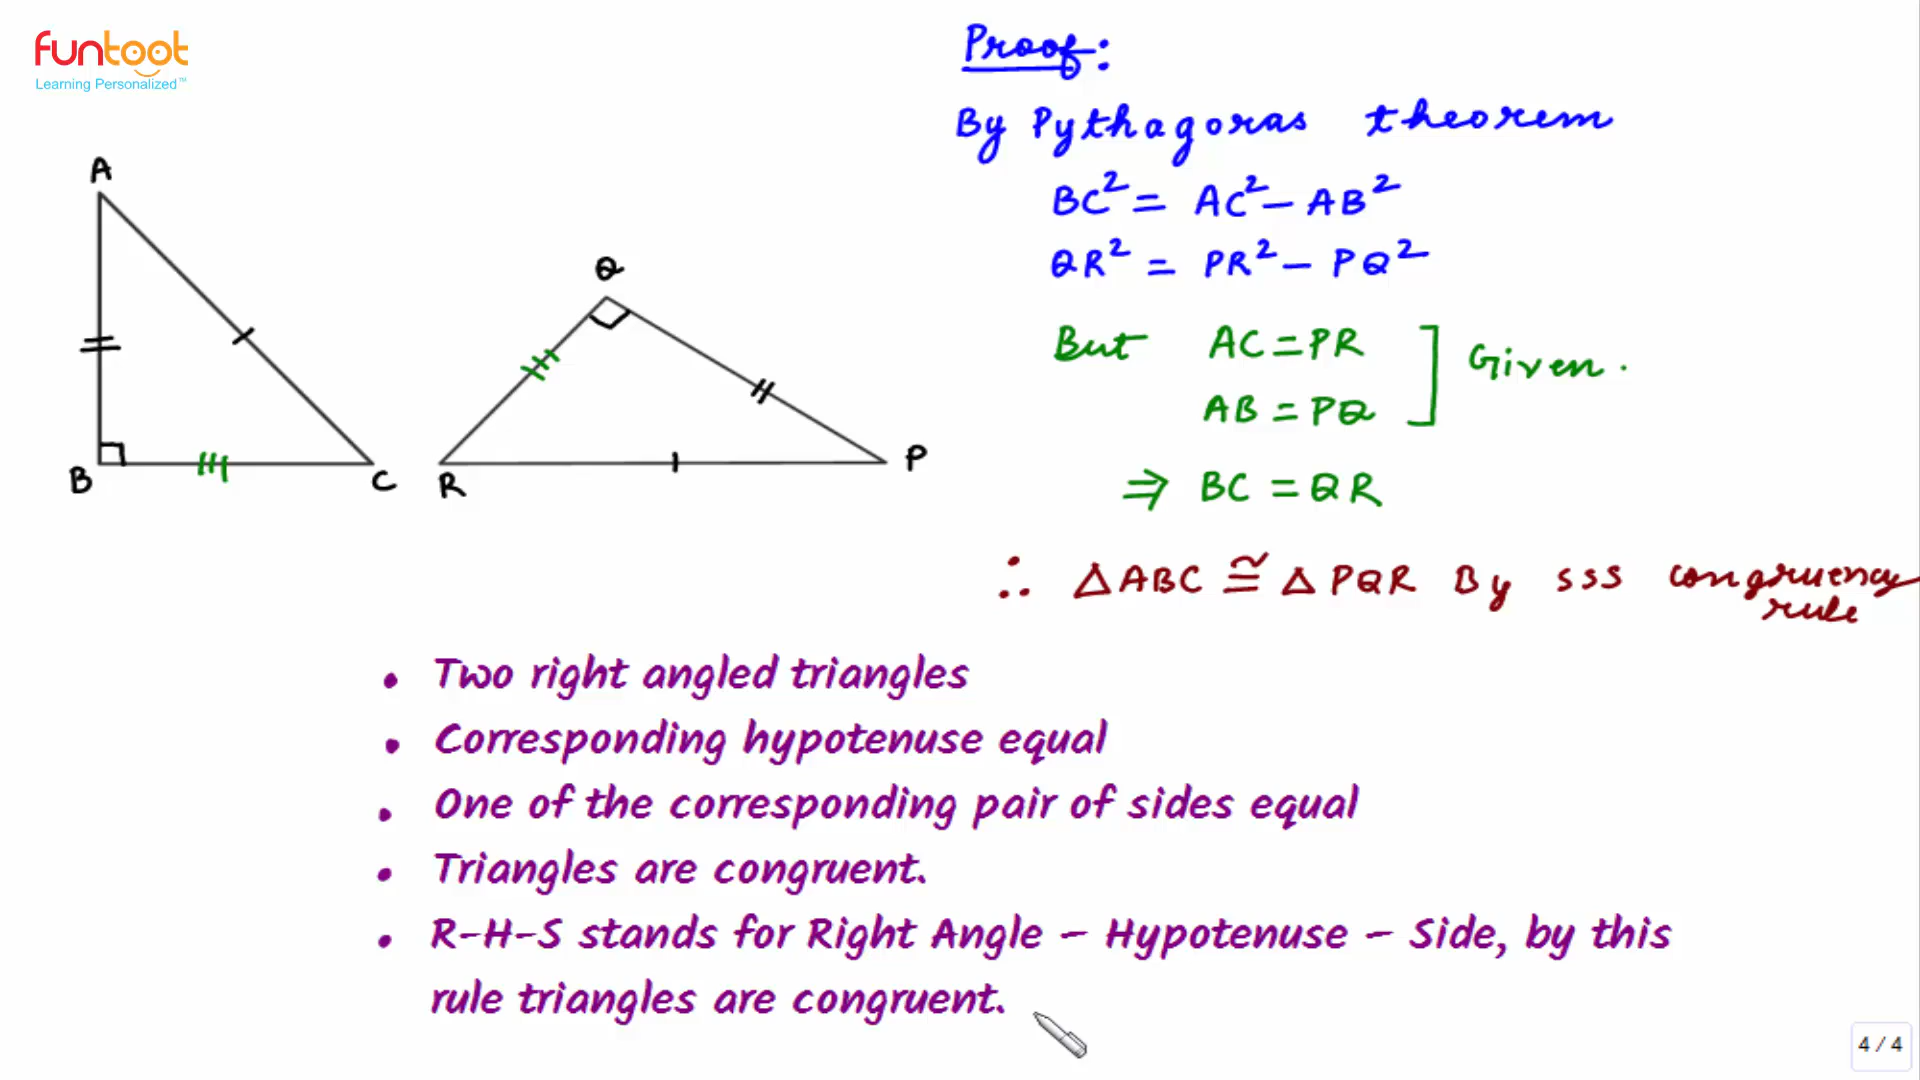 funtoot
Learning Personalized™
Proof:
By Pythagoras theorem
BC² = AC² – AB²
QR² = PR² – PQ²
But AC = PR
AB = PQ
] Given.
⇒ BC = QR
∴ △ABC ≅ △PQR By SSS congruency
rule
A
B
C
Q
R
P
• Two right angled triangles
• Corresponding hypotenuse equal
• One of the corresponding pair of sides equal
• Triangles are congruent.
• R-H-S stands for Right Angle – Hypotenuse – Side, by this
rule triangles are congruent.
4 / 4